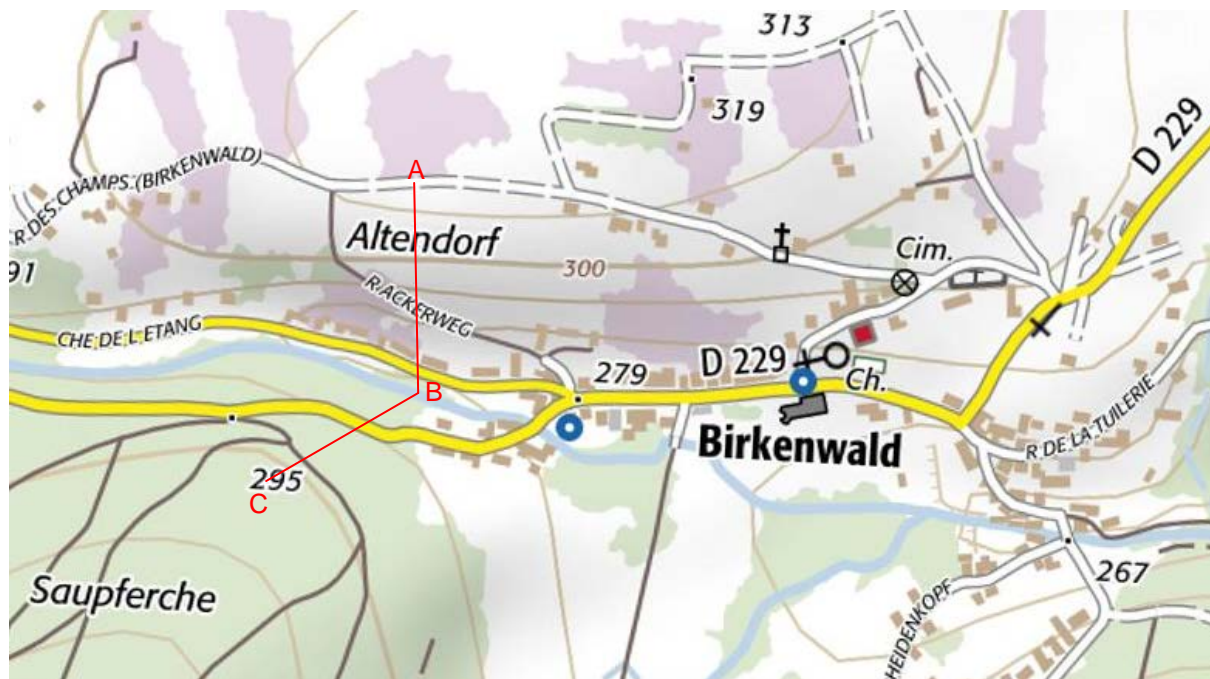 313
319
D 229
R DES CHAMPS (BIRKENWALD)
A
Altendorf
Cim.
91
300
R ACKERWEG
CHE DE L ETANG
279
D 229
Ch.
B
Birkenwald
R DE LA TUILERIE
295
C
Saupferche
267
HEIDENKOPF